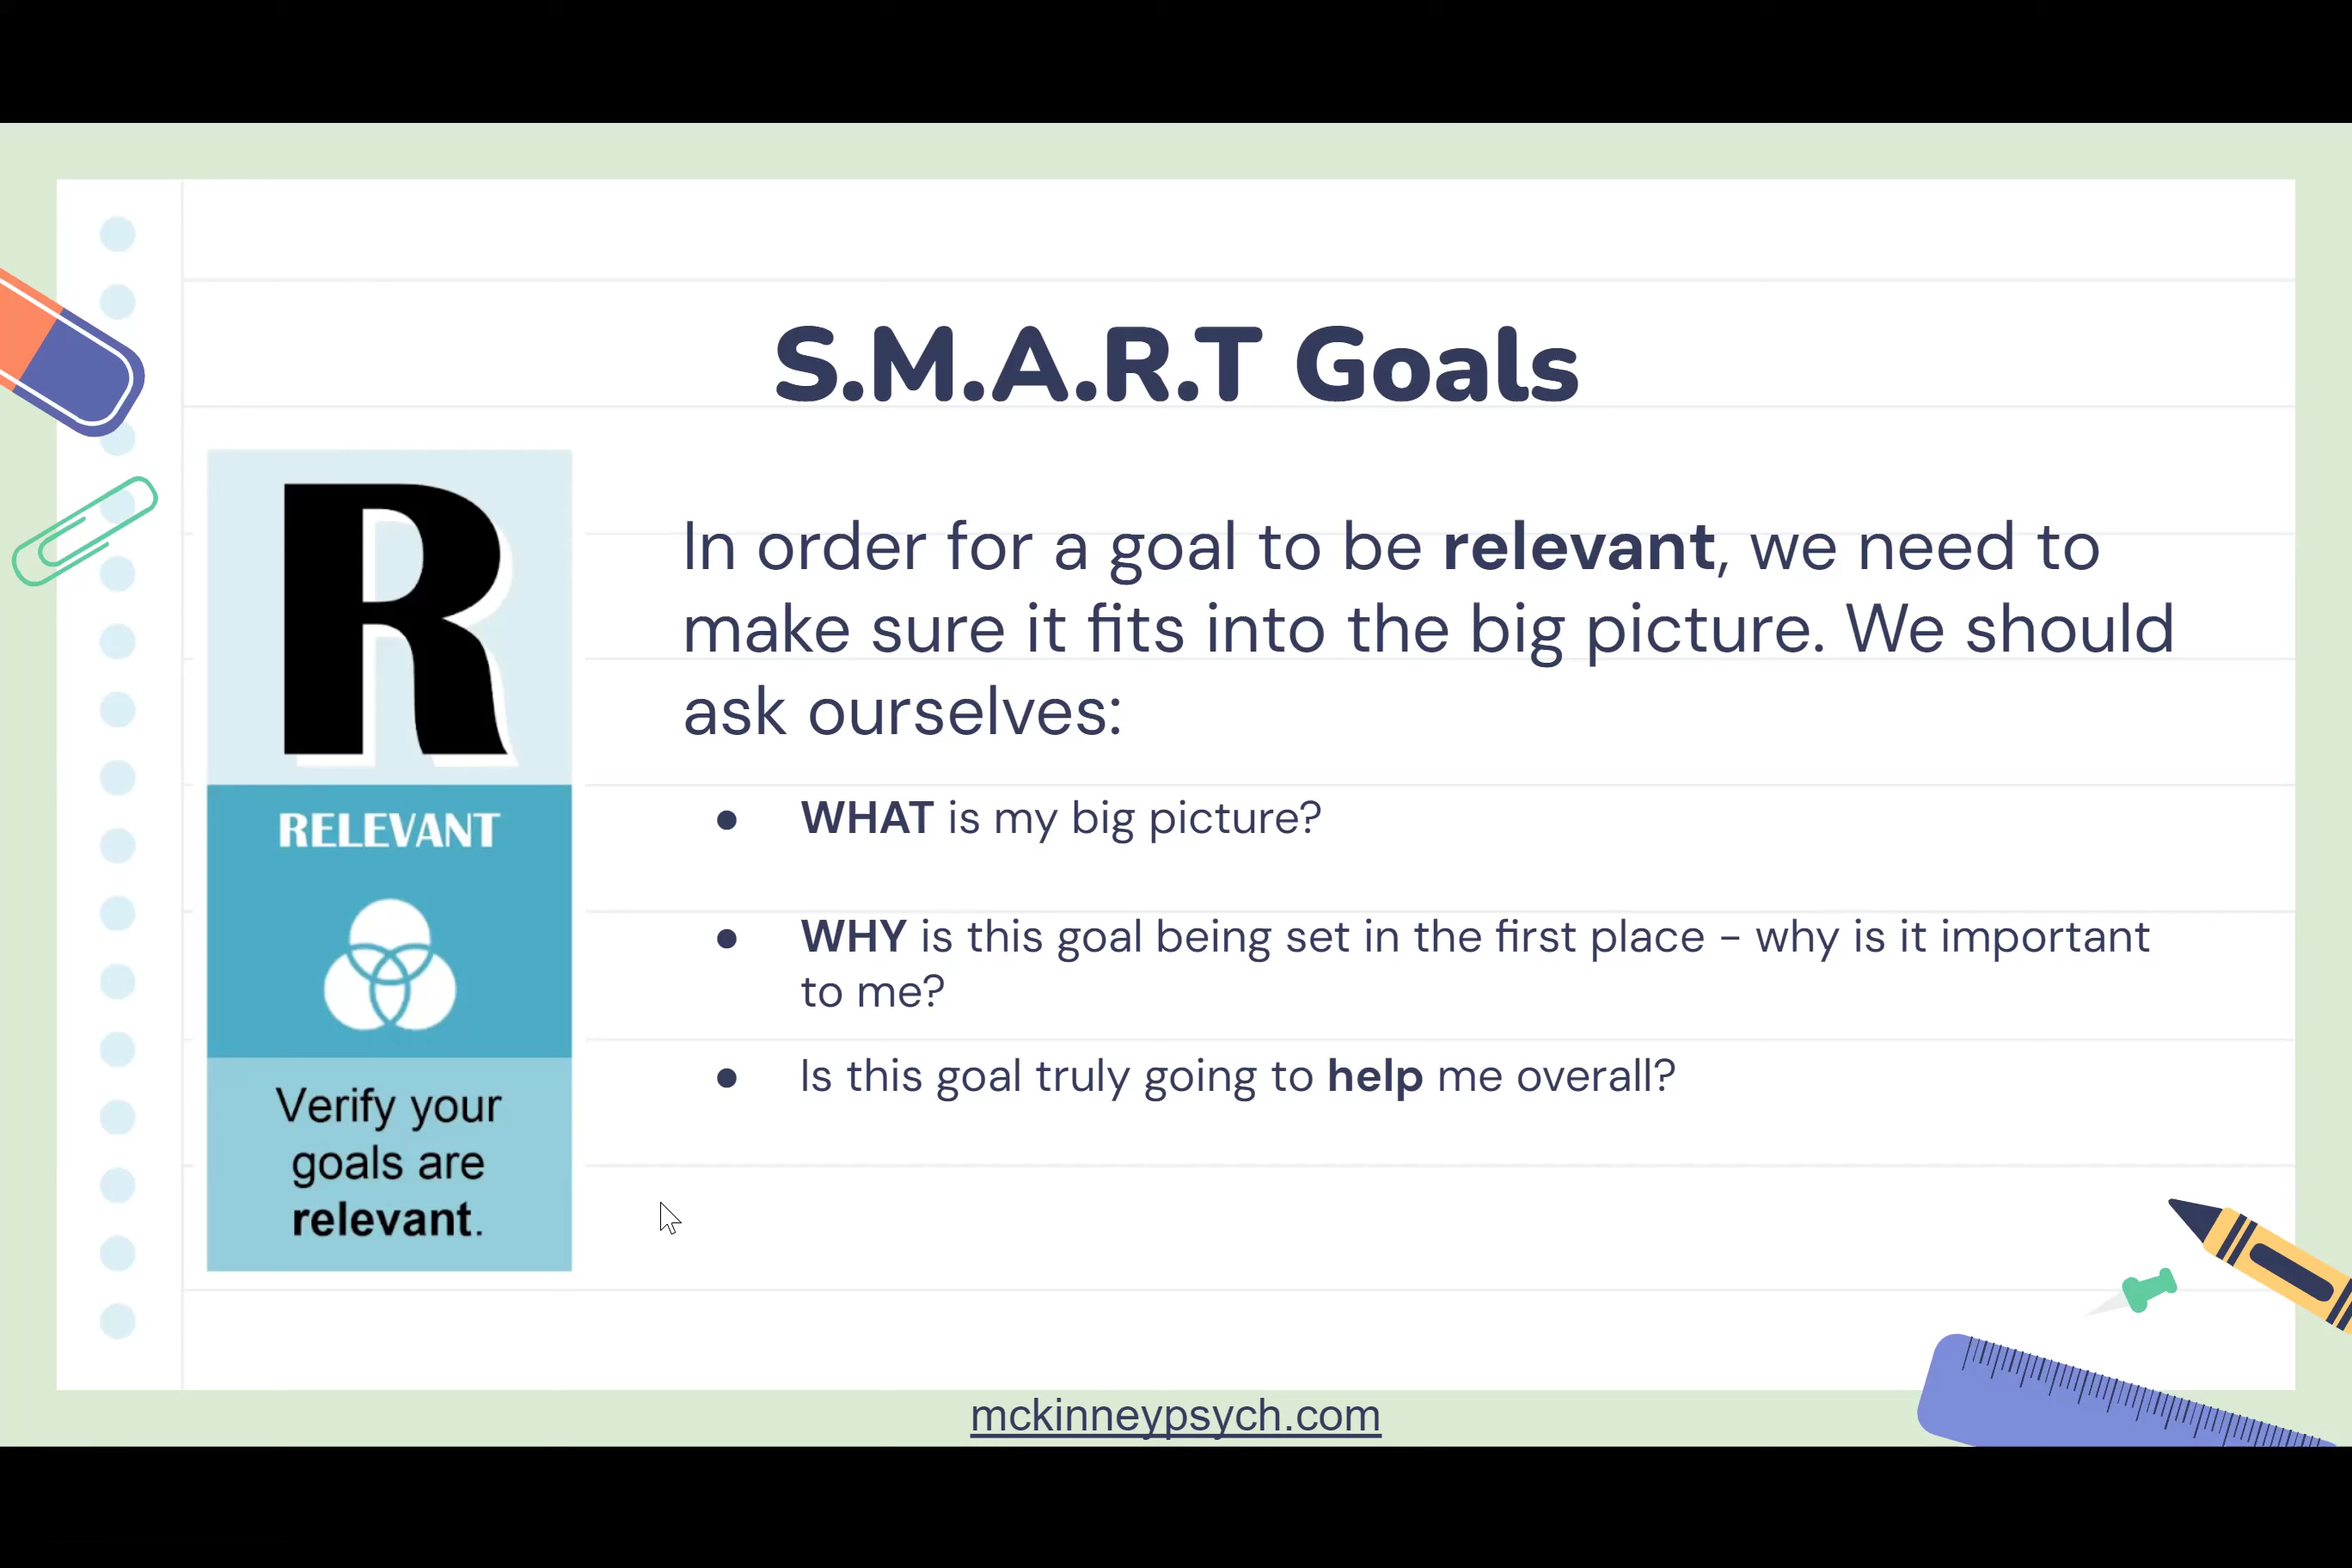 S.M.A.R.T Goals
R
RELEVANT
Verify your
goals are
relevant.
In order for a goal to be relevant, we need to
make sure it fits into the big picture. We should
ask ourselves:
● WHAT is my big picture?
● WHY is this goal being set in the first place - why is it important
to me?
● Is this goal truly going to help me overall?
mckinneypsych.com